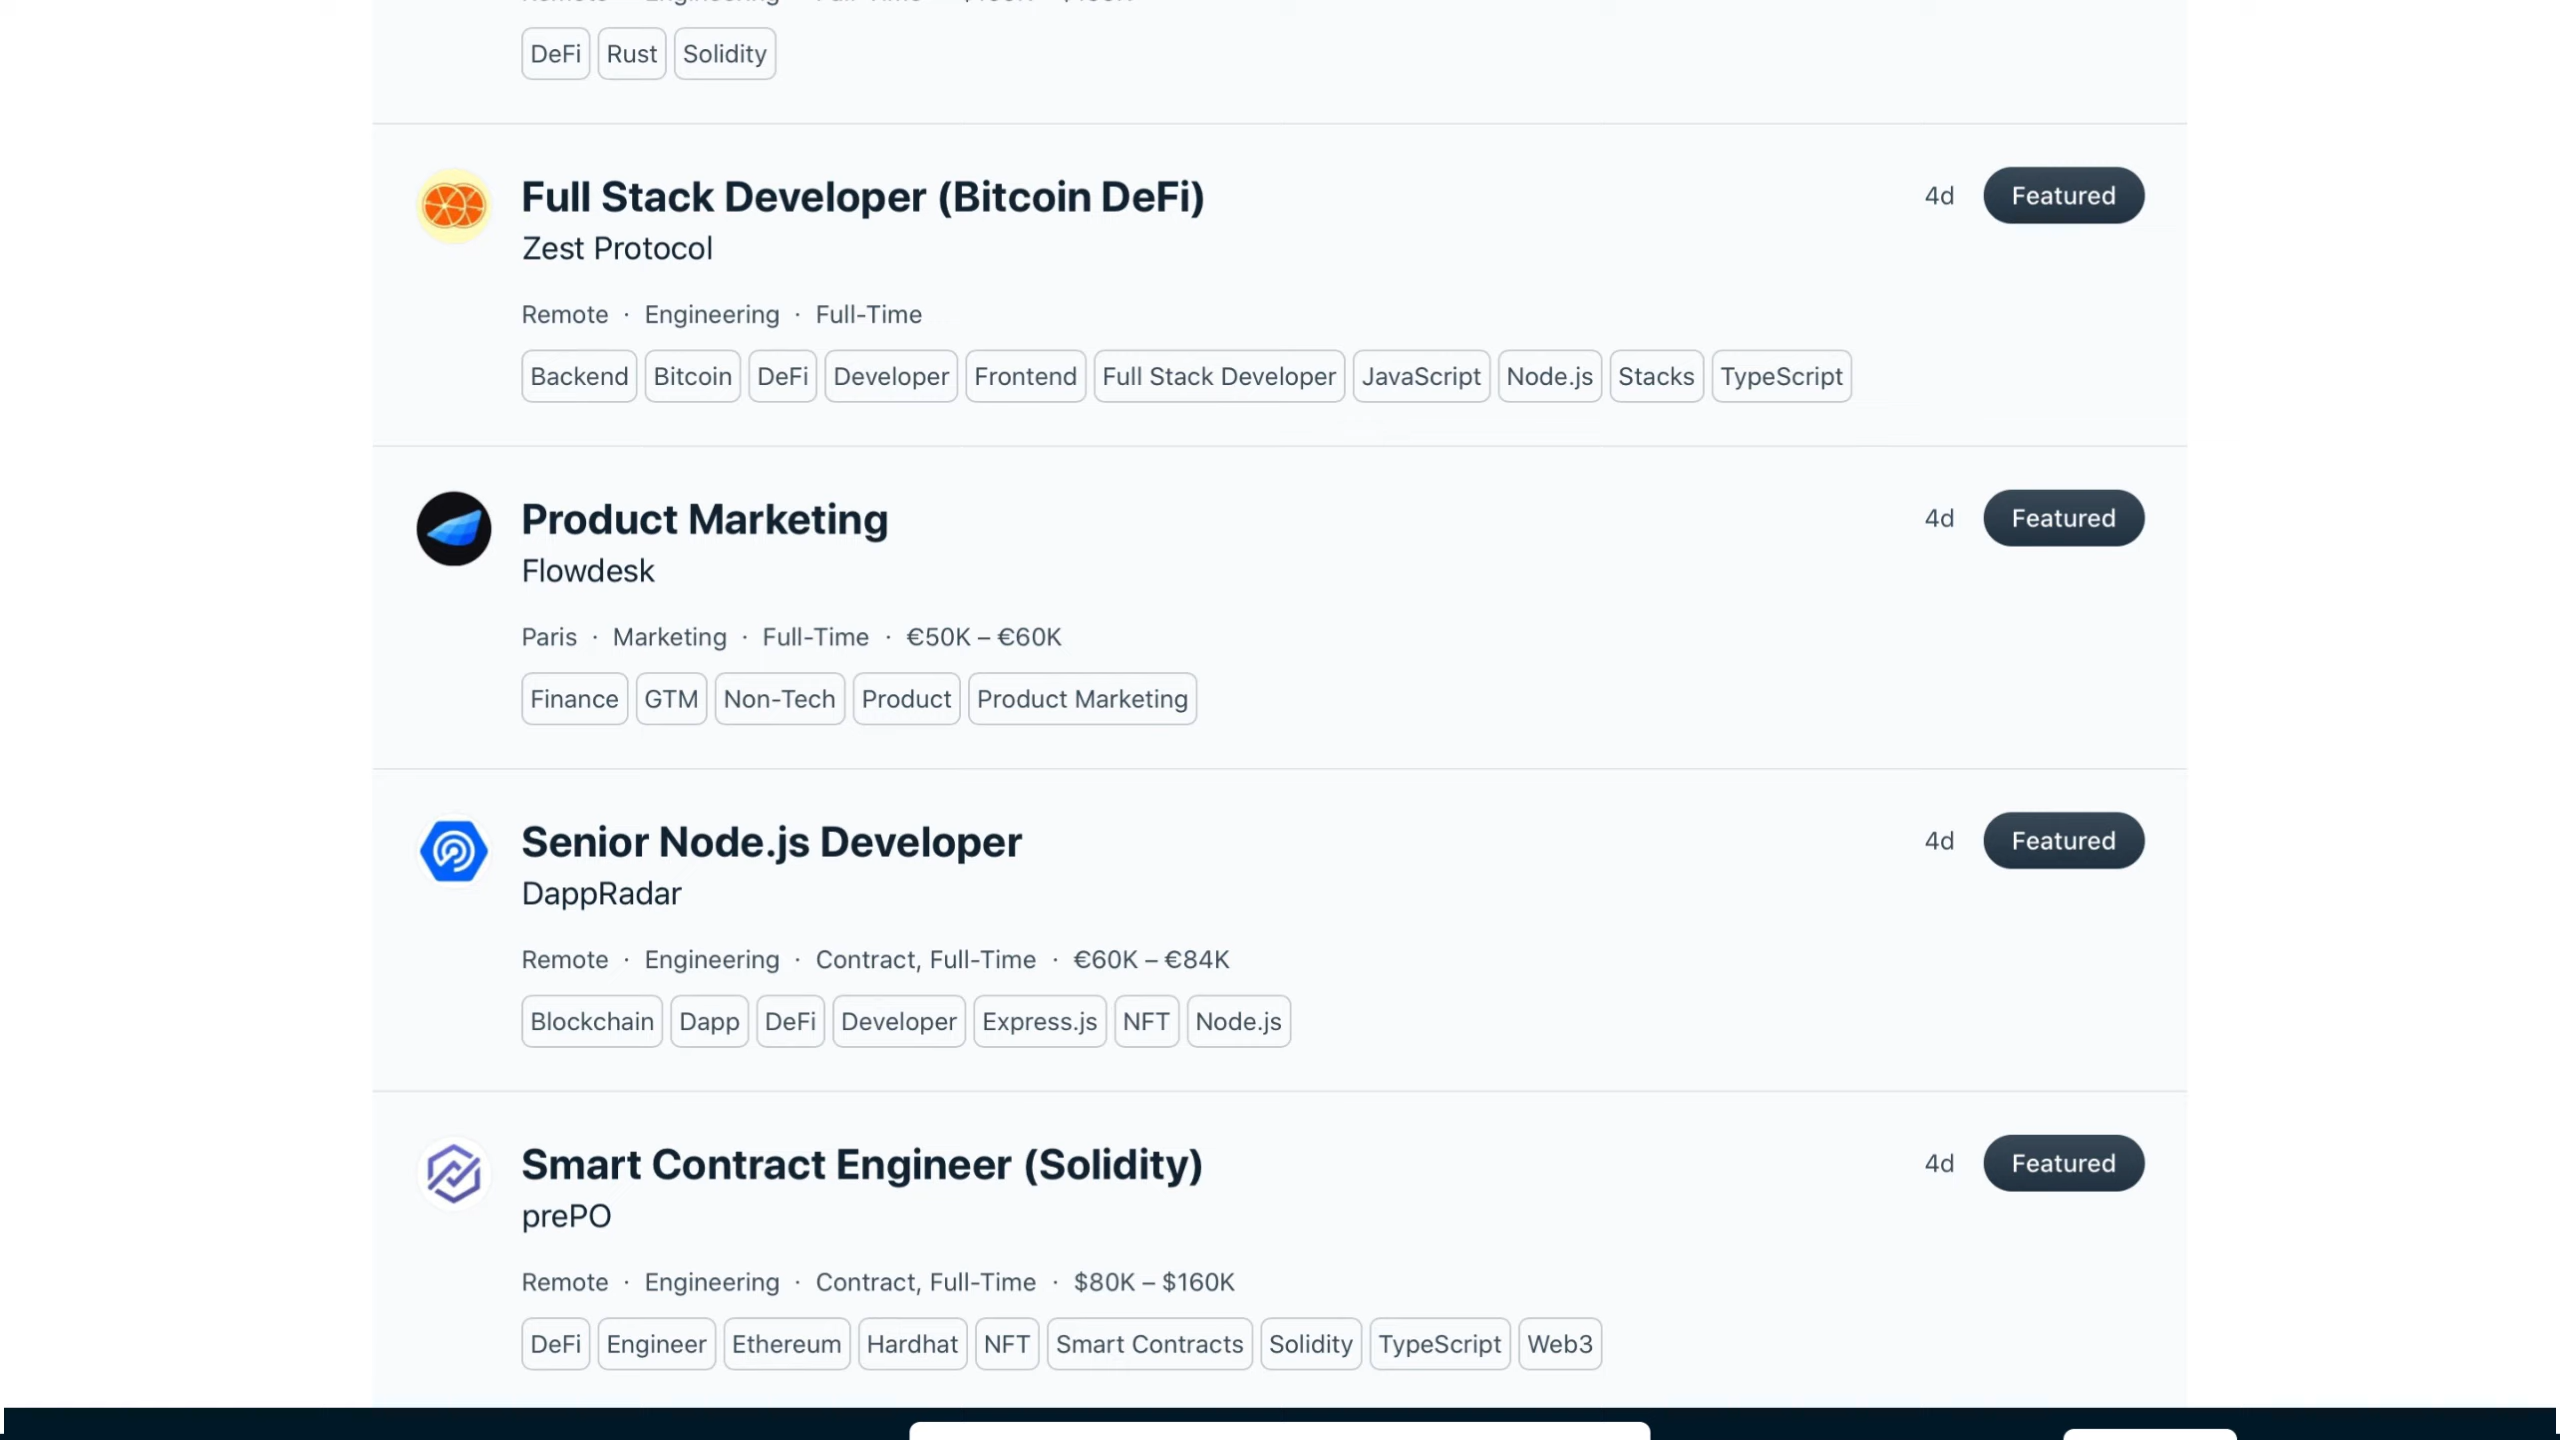 DeFi Rust Solidity
Full Stack Developer (Bitcoin DeFi) 4d Featured
Zest Protocol
Remote · Engineering · Full-Time
Backend Bitcoin DeFi Developer Frontend Full Stack Developer JavaScript Node.js Stacks TypeScript
Product Marketing 4d Featured
Flowdesk
Paris · Marketing · Full-Time · €50K – €60K
Finance GTM Non-Tech Product Product Marketing
Senior Node.js Developer 4d Featured
DappRadar
Remote · Engineering · Contract, Full-Time · €60K – €84K
Blockchain Dapp DeFi Developer Express.js NFT Node.js
Smart Contract Engineer (Solidity) 4d Featured
prePO
Remote · Engineering · Contract, Full-Time · $80K – $160K
DeFi Engineer Ethereum Hardhat NFT Smart Contracts Solidity TypeScript Web3